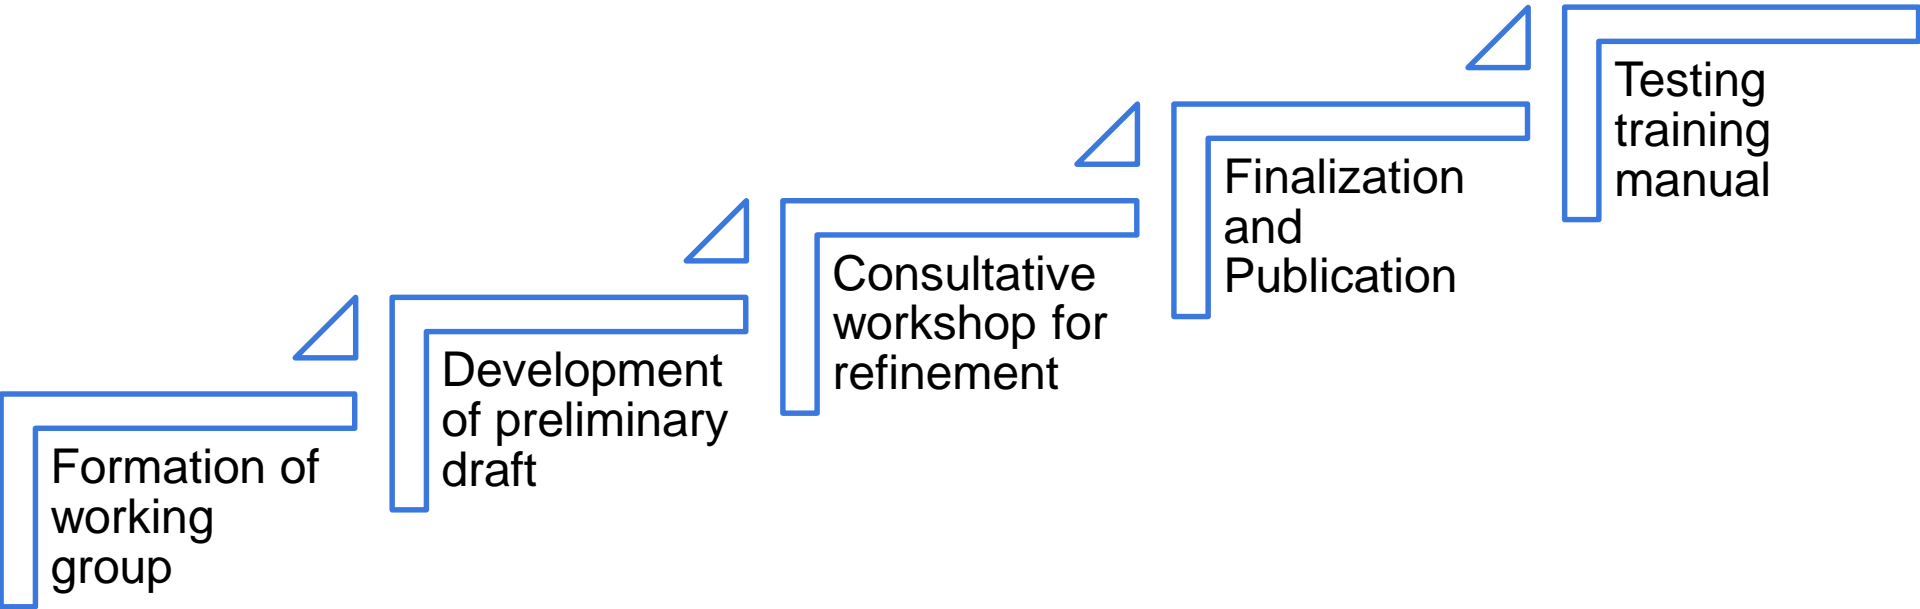 Formation of
working
group
Development
of preliminary
draft
Consultative
workshop for
refinement
Finalization
and
Publication
Testing
training
manual